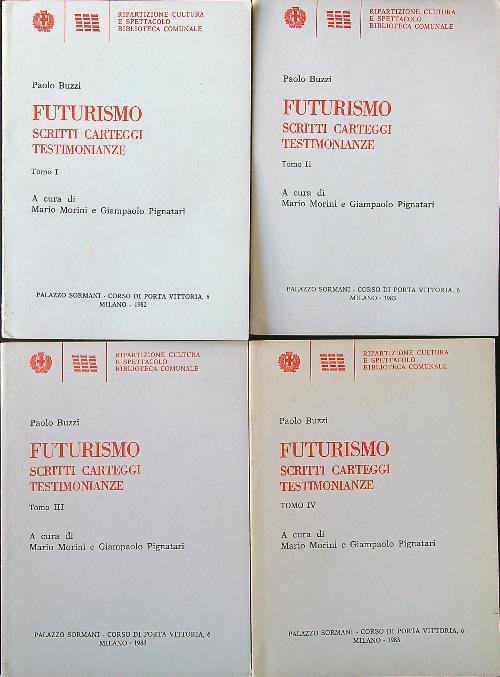 RIPARTIZIONE CULTURA
E SPETTACOLO
BIBLIOTECA COMUNALE
Paolo Buzzi
FUTURISMO
SCRITTI CARTEGGI
TESTIMONIANZE
Tomo I
A cura di
Mario Morini e Giampaolo Pignatari
PALAZZO SORMANI - CORSO DI PORTA VITTORIA, 6
MILANO - 1982
RIPARTIZIONE CULTURA
E SPETTACOLO
BIBLIOTECA COMUNALE
Paolo Buzzi
FUTURISMO
SCRITTI CARTEGGI
TESTIMONIANZE
Tomo II
A cura di
Mario Morini e Giampaolo Pignatari
PALAZZO SORMANI - CORSO DI PORTA VITTORIA, 6
MILANO - 1983
RIPARTIZIONE CULTURA
E SPETTACOLO
BIBLIOTECA COMUNALE
Paolo Buzzi
FUTURISMO
SCRITTI CARTEGGI
TESTIMONIANZE
Tomo III
A cura di
Mario Morini e Giampaolo Pignatari
PALAZZO SORMANI - CORSO DI PORTA VITTORIA, 6
MILANO - 1983
RIPARTIZIONE CULTURA
E SPETTACOLO
BIBLIOTECA COMUNALE
Paolo Buzzi
FUTURISMO
SCRITTI CARTEGGI
TESTIMONIANZE
TOMO IV
A cura di
Mario Morini e Giampaolo Pignatari
PALAZZO SORMANI - CORSO DI PORTA VITTORIA, 6
MILANO - 1983